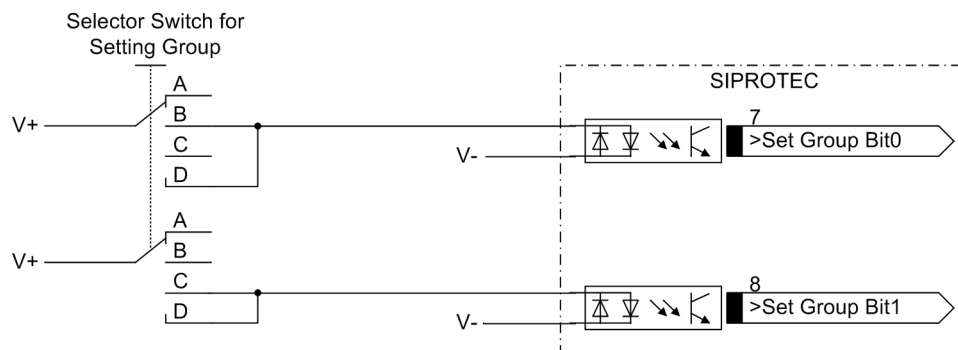 Selector Switch for
Setting Group
SIPROTEC
A
V+
B
C
D
V-
7
>Set Group Bit0
A
V+
B
C
D
V-
8
>Set Group Bit1